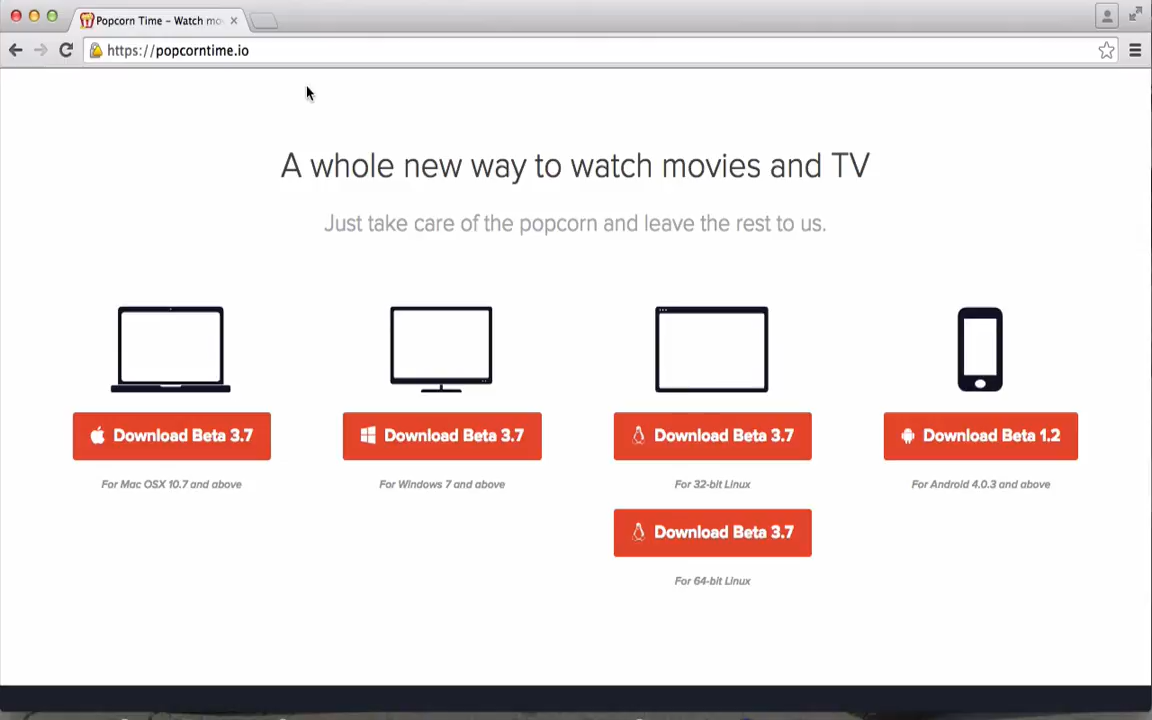 Popcorn Time - Watch mo
https://popcorntime.io
A whole new way to watch movies and TV
Just take care of the popcorn and leave the rest to us.
Download Beta 3.7
For Mac OSX 10.7 and above
Download Beta 3.7
For Windows 7 and above
Download Beta 3.7
For 32-bit Linux
Download Beta 3.7
For 64-bit Linux
Download Beta 1.2
For Android 4.0.3 and above